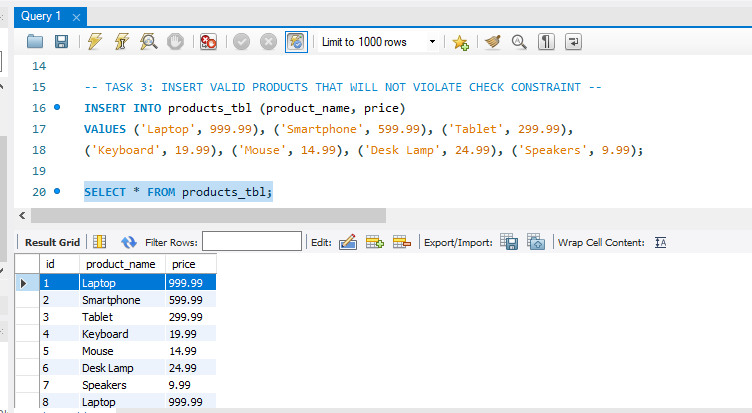 Query 1
Limit to 1000 rows
14
15 -- TASK 3: INSERT VALID PRODUCTS THAT WILL NOT VIOLATE CHECK CONSTRAINT --
16 INSERT INTO products_tbl (product_name, price)
17 VAlUES ('Laptop', 999.99), ('Smartphone', 599.99), ('Tablet', 299.99),
18 ('Keyboard', 19.99), ('Mouse', 14.99), ('Desk Lamp', 24.99), ('Speakers', 9.99);
19
20 SELECT * FROM products_tbl;
Result Grid Filter Rows: Edit: Export/Import: Wrap Cell Content:
id product_name price
1 Laptop 999.99
2 Smartphone 599.99
3 Tablet 299.99
4 Keyboard 19.99
5 Mouse 14.99
6 Desk Lamp 24.99
7 Speakers 9.99
8 Laptop 999.99